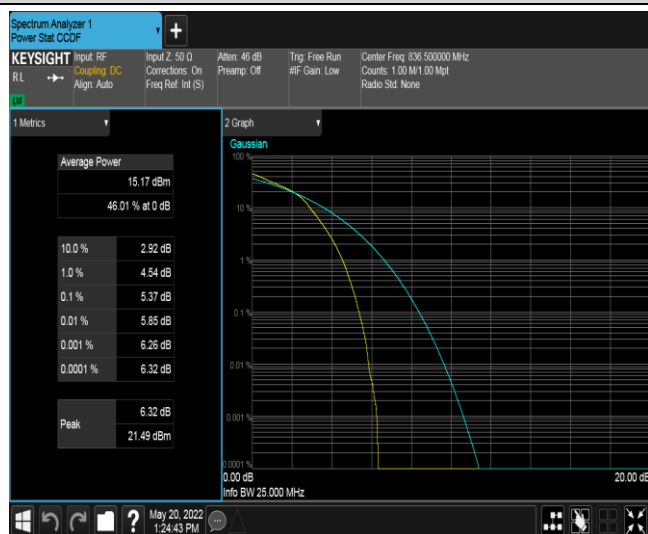 Spectrum Analyzer 1
Power Stat CCDF
+
KEYSIGHT
RL
LXI
Input: RF
Coupling: DC
Align: Auto
Input Z: 50 Ω
Corrections: On
Freq Ref: Int (S)
Atten: 46 dB
Preamp: Off
Trig: Free Run
#IF Gain: Low
Center Freq: 836.500000 MHz
Counts: 1.00 M/1.00 Mpt
Radio Std: None
1 Metrics
Average Power
15.17 dBm
46.01 % at 0 dB
10.0 % 2.92 dB
1.0 % 4.54 dB
0.1 % 5.37 dB
0.01 % 5.85 dB
0.001 % 6.26 dB
0.0001 % 6.32 dB
Peak
6.32 dB
21.49 dBm
2 Graph
Gaussian
100 %
10 %
1 %
0.1 %
0.01 %
0.001 %
0.0001 %
0.00 dB
20.00 dB
Info BW 25.000 MHz
?
May 20, 2022
1:24:43 PM